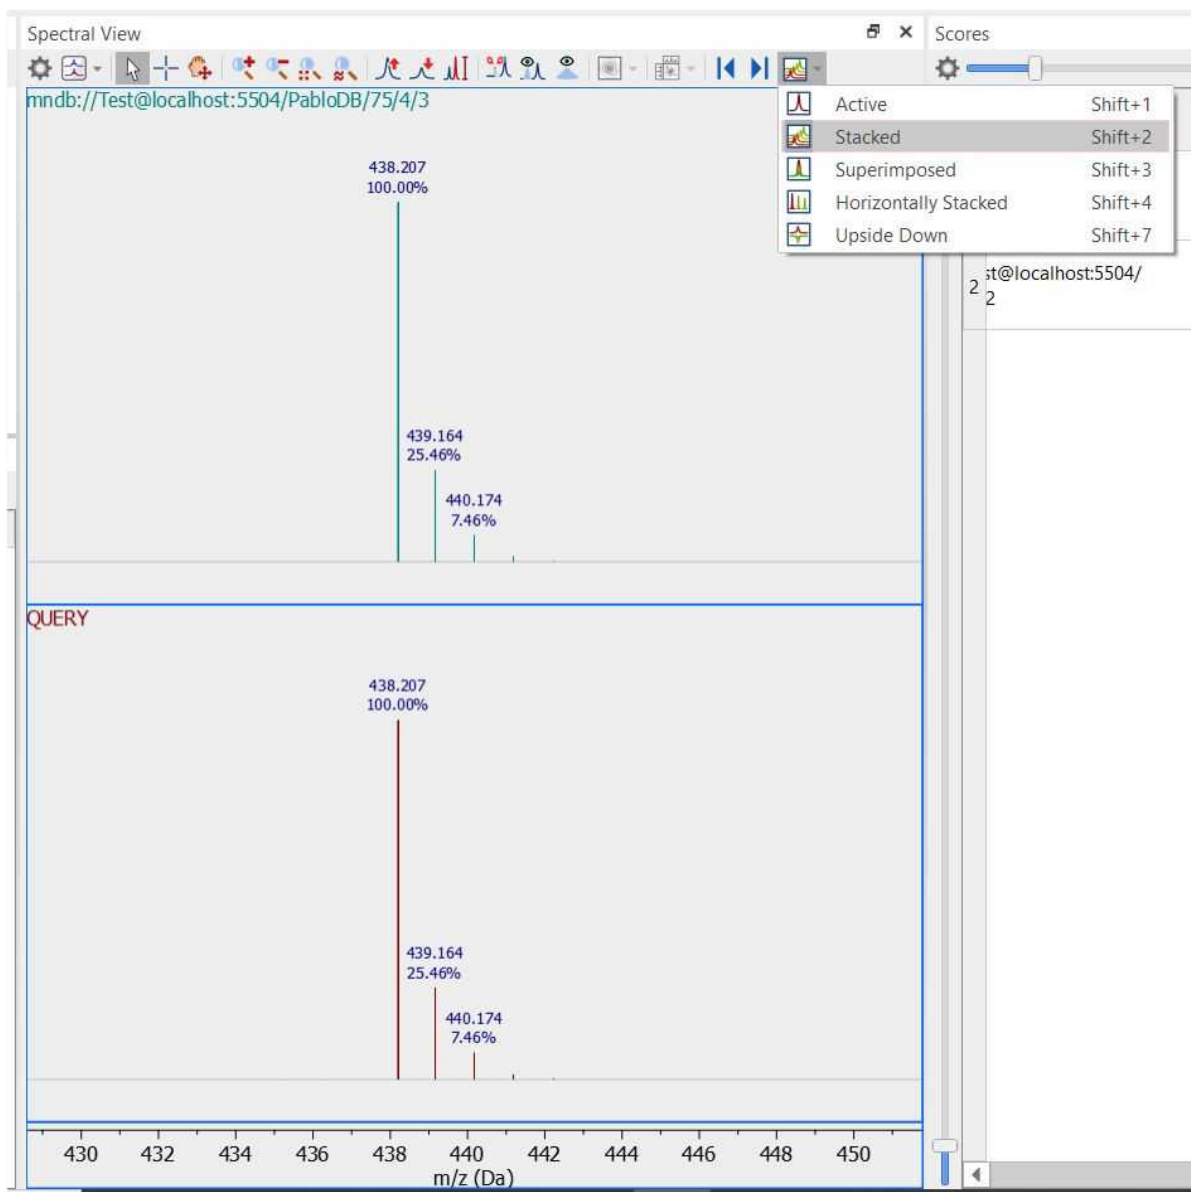 Spectral View
Scores
mndb://Test@localhost:5504/PabloDB/75/4/3
Active Shift+1
Stacked Shift+2
Superimposed Shift+3
Horizontally Stacked Shift+4
Upside Down Shift+7
438.207
100.00%
439.164
25.46%
440.174
7.46%
2
st@localhost:5504/
2
QUERY
438.207
100.00%
439.164
25.46%
440.174
7.46%
430 432 434 436 438 440 442 444 446 448 450
m/z (Da)